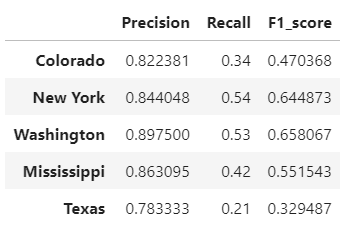 Precision Recall F1_score
Colorado 0.822381 0.34 0.470368
New York 0.844048 0.54 0.644873
Washington 0.897500 0.53 0.658067
Mississippi 0.863095 0.42 0.551543
Texas 0.783333 0.21 0.329487